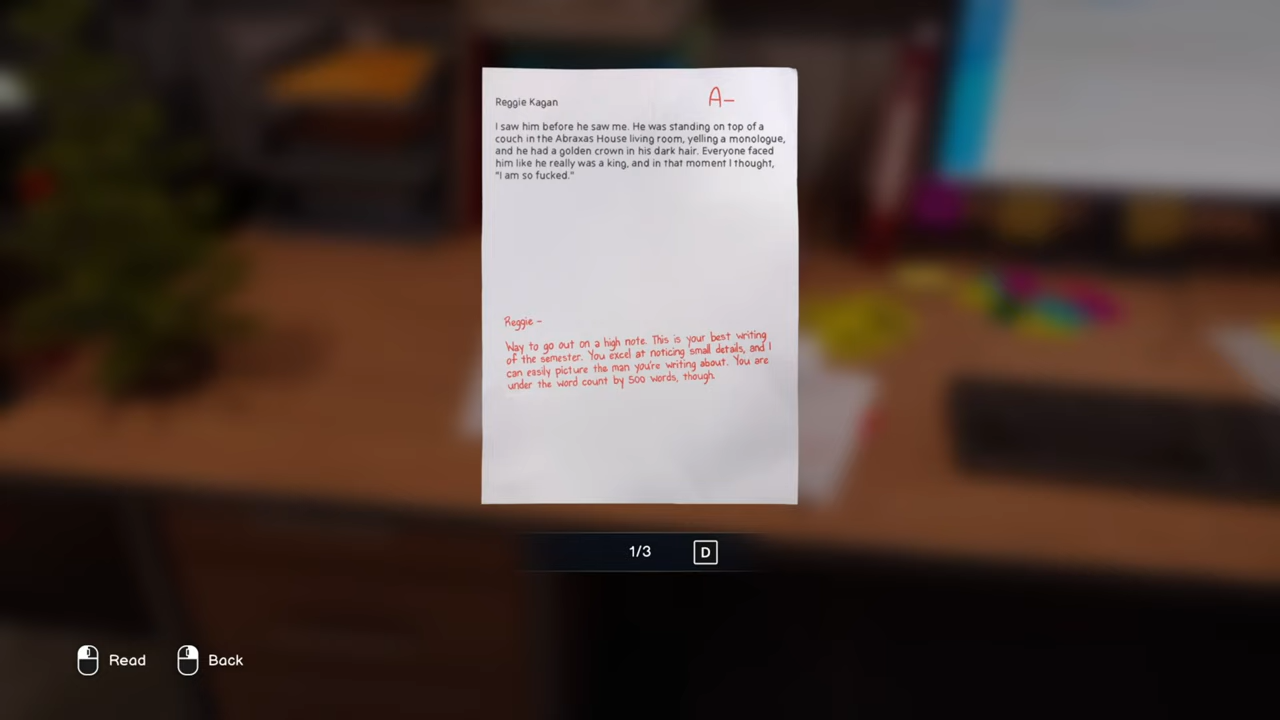 A-
Reggie Kagan
I saw him before he saw me. He was standing on top of a
couch in the Abraxas House living room, yelling a monologue,
and he had a golden crown in his dark hair. Everyone faced
him like he really was a king, and in that moment I thought,
"I am so fucked."
Reggie -
Way to go out on a high note. This is your best writing
of the semester. You excel at noticing small details, and I
can easily picture the man you're writing about. You are
under the word count by 500 words, though.
1/3
D
Read
Back